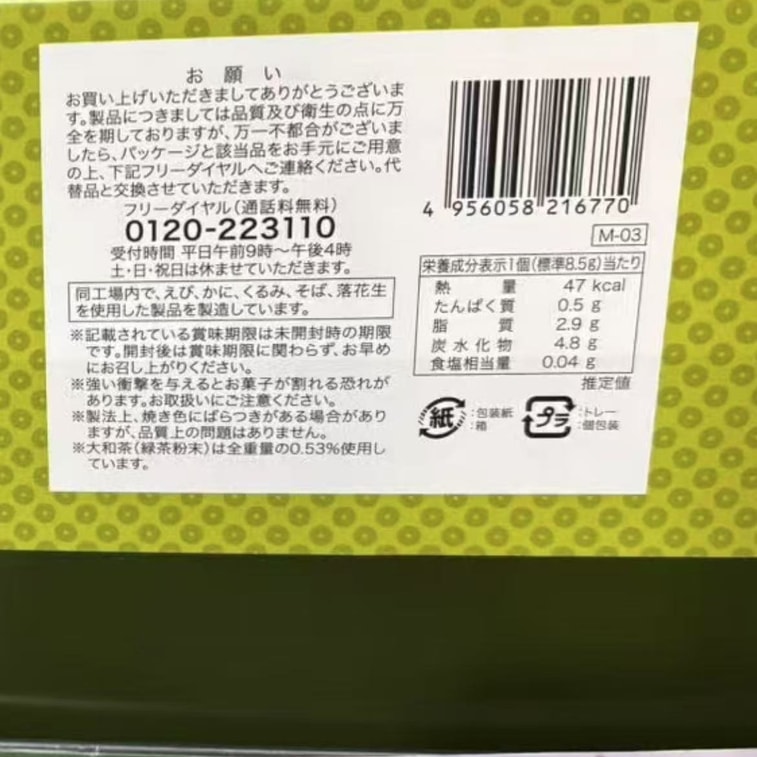 お願い
お買い上げいただきましてありがとうございま
す。製品につきましては品質及び衛生の点に万
全を期しておりますが、万一不都合がございま
したら、パッケージと該当品をお手元にご用意
の上、下記フリーダイヤルへご連絡ください。代
替品と交換させていただきます。
フリーダイヤル(通話料無料)
0120-223110
受付時間 平日午前9時〜午後4時
土・日・祝日は休ませていただきます。
同工場内で、えび、かに、くるみ、そば、落花生
を使用した製品を製造しています。
※記載されている賞味期限は未開封時の期限
です。開封後は賞味期限に関わらず、お早め
にお召し上がりください。
※強い衝撃を与えるとお菓子が割れる恐れが
あります。お取扱いにご注意ください。
※製法上、焼き色にばらつきがある場合があり
ますが、品質上の問題はありません。
※大和茶(緑茶粉末)は全重量の0.53%使用し
ています。
4 956058 216770
M-03
栄養成分表示1個(標準8.5g)当たり
熱量 47 kcal
たんぱく質 0.5 g
脂質 2.9 g
炭水化物 4.8 g
食塩相当量 0.04 g
推定値
紙 :包装紙
:箱
プラ :トレー
:個包装